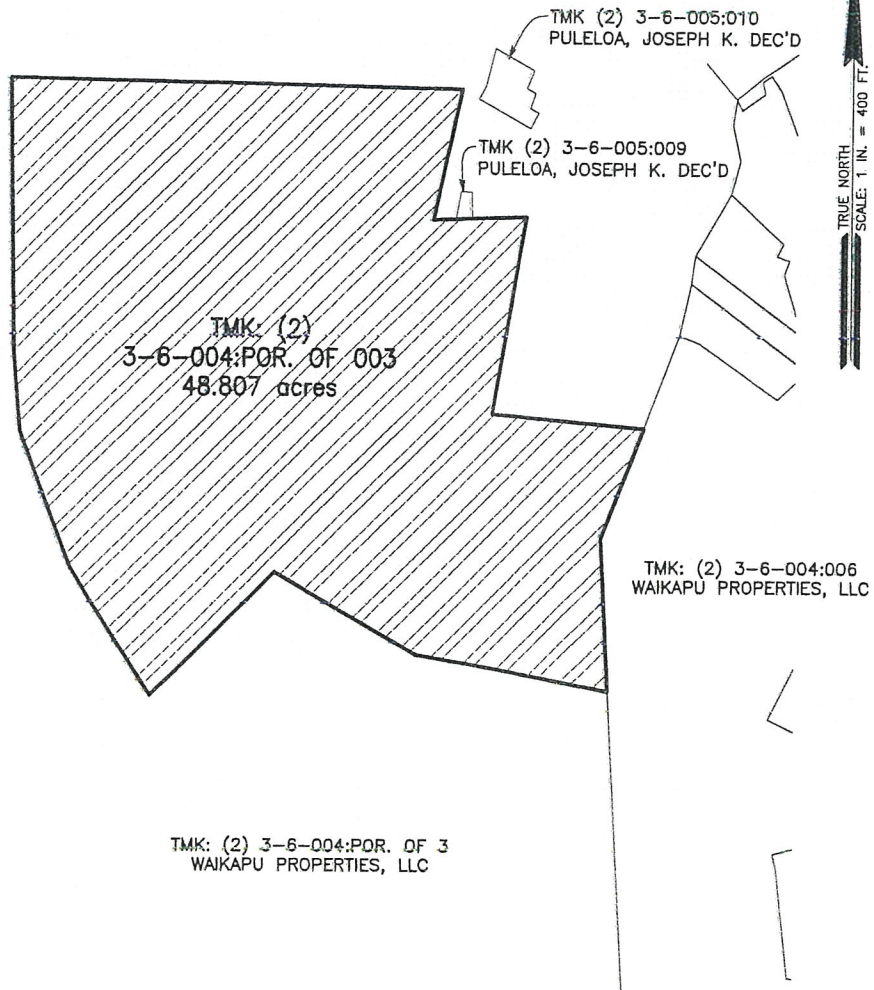 TMK (2) 3-6-005:010
PULELOA, JOSEPH K. DEC'D
TMK (2) 3-6-005:009
PULELOA, JOSEPH K. DEC'D
TRUE NORTH
SCALE: 1 IN. = 400 FT.
TMK: (2)
3-6-004:POR. OF 003
48.807 acres
TMK: (2) 3-6-004:006
WAIKAPU PROPERTIES, LLC
TMK: (2) 3-6-004:POR. OF 3
WAIKAPU PROPERTIES, LLC